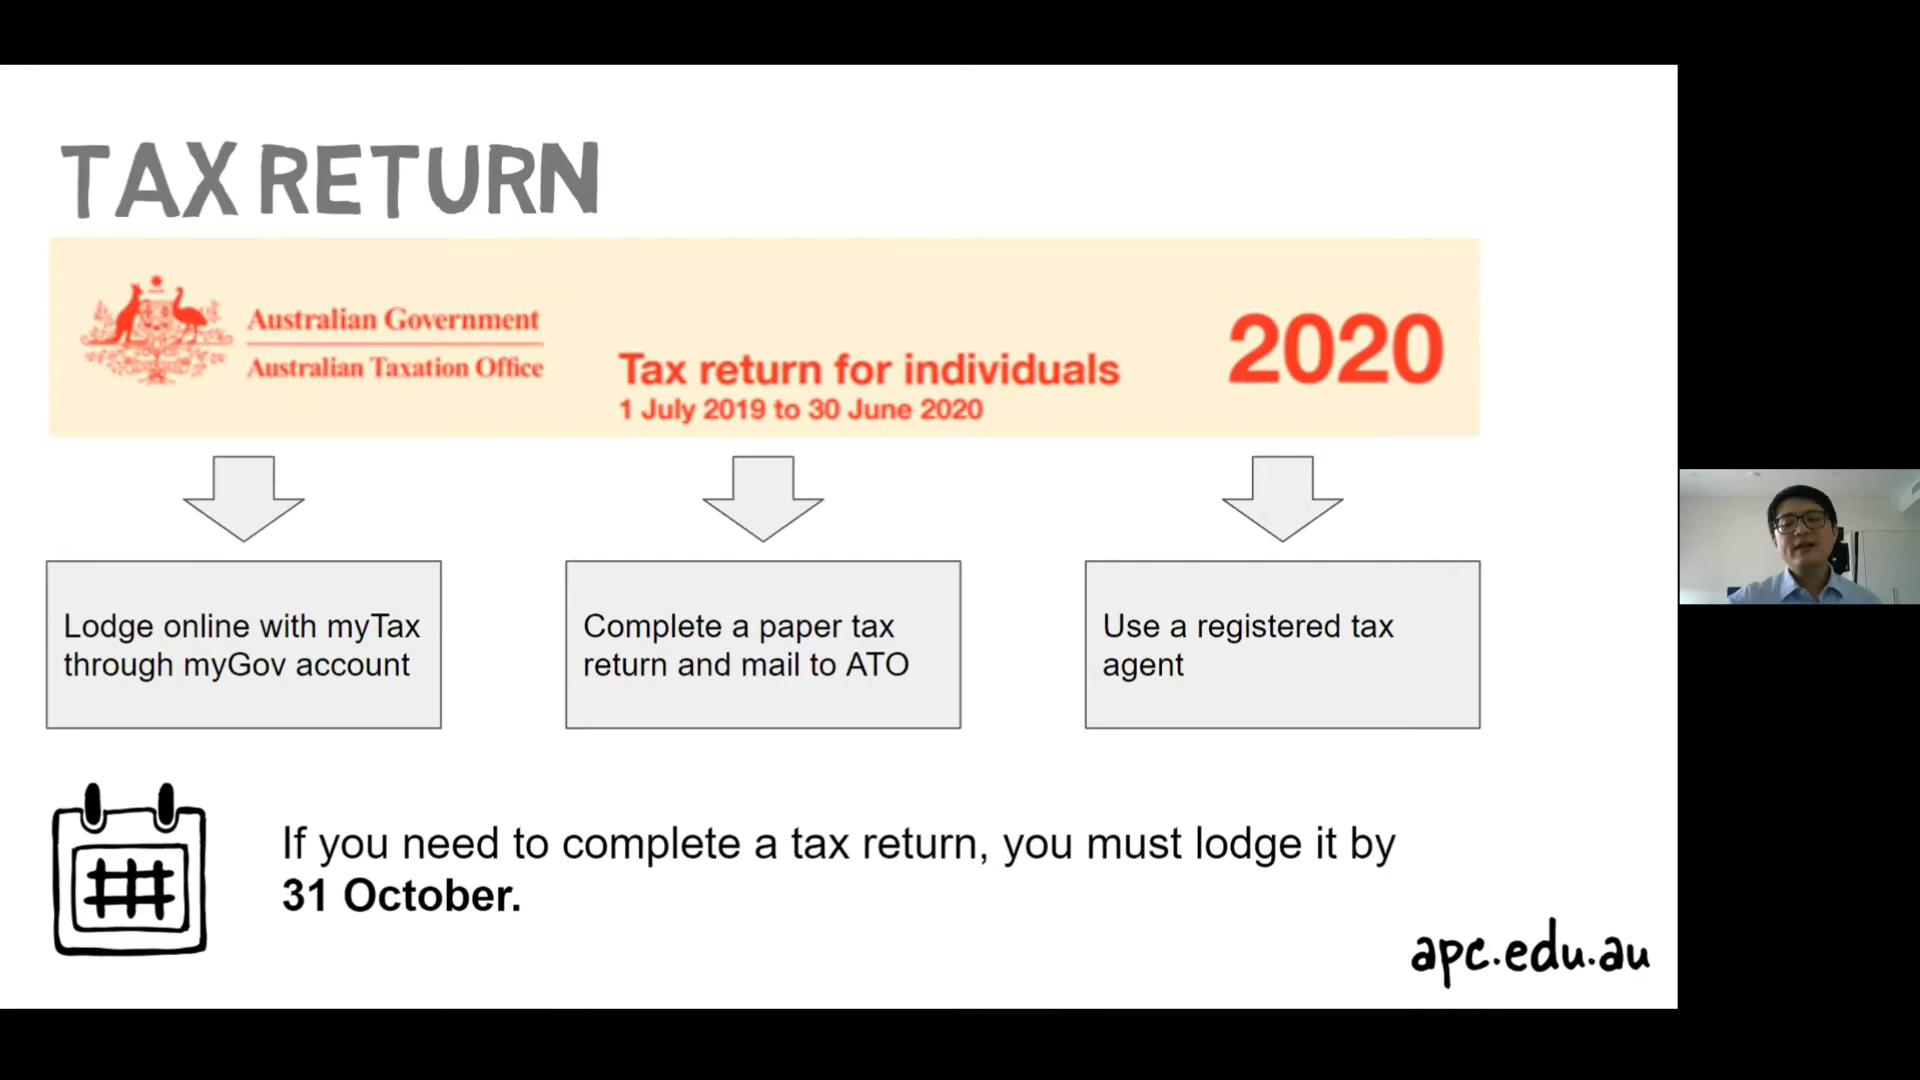 TAX RETURN
Australian Government
Australian Taxation Office
Tax return for individuals
1 July 2019 to 30 June 2020
2020
Lodge online with myTax
through myGov account
Complete a paper tax
return and mail to ATO
Use a registered tax
agent
If you need to complete a tax return, you must lodge it by
31 October.
apc.edu.au